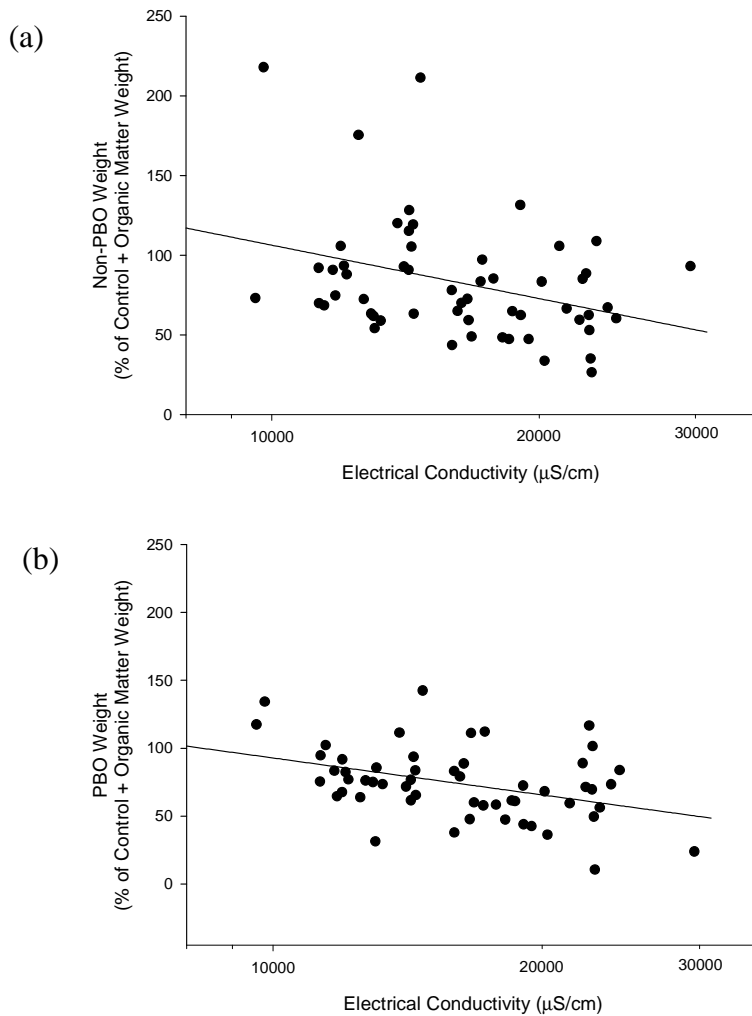 (a)
250
200
150
100
50
0
Non-PBO Weight
(% of Control + Organic Matter Weight)
10000 20000 30000
Electrical Conductivity (μS/cm)
(b)
250
200
150
100
50
0
PBO Weight
(% of Control + Organic Matter Weight)
10000 20000 30000
Electrical Conductivity (μS/cm)